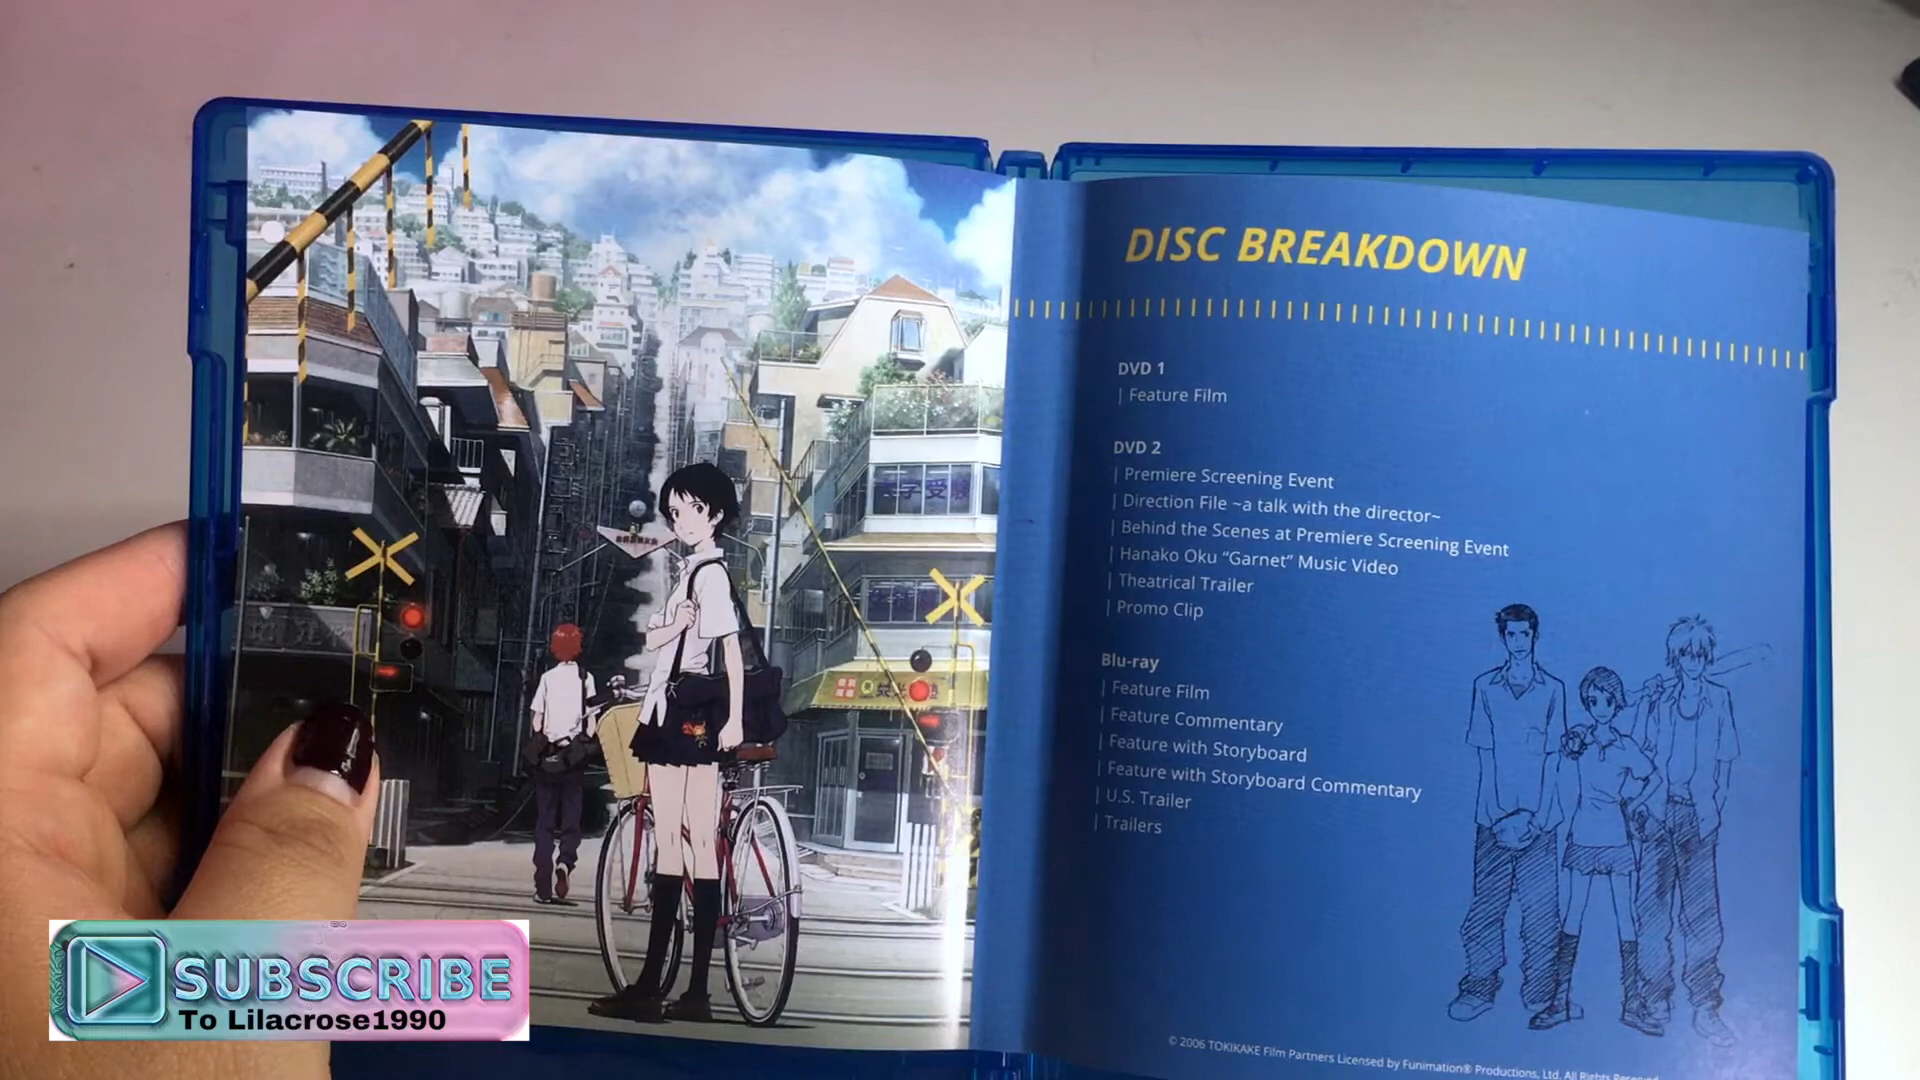 DISC BREAKDOWN
DVD 1
| Feature Film
DVD 2
| Premiere Screening Event
| Direction File ~a talk with the director~
| Behind the Scenes at Premiere Screening Event
| Hanako Oku “Garnet” Music Video
| Theatrical Trailer
| Promo Clip
Blu-ray
| Feature Film
| Feature Commentary
| Feature with Storyboard
| Feature with Storyboard Commentary
| U.S. Trailer
| Trailers
© 2006 TOKIKAKE Film Partners Licensed by Funimation® Productions, Ltd. All Rights Reserved
SUBSCRIBE
To Lilacrose1990